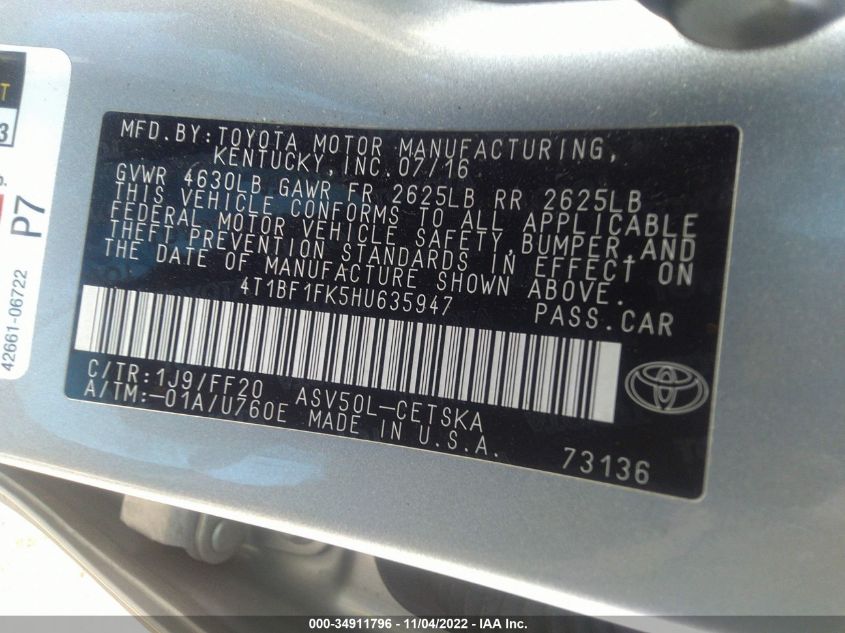 MFD.BY:TOYOTA MOTOR MANUFACTURING,
KENTUCKY,INC.07/16
GVWR 4630LB GAWR FR 2625LB RR 2625LB
THIS VEHICLE CONFORMS TO ALL APPLICABLE
FEDERAL MOTOR VEHICLE SAFETY,BUMPER,AND
THEFT PREVENTION STANDARDS IN EFFECT ON
THE DATE OF MANUFACTURE SHOWN ABOVE.
4T1BF1FK5HU635947
PASS.CAR
C/TR:1J9/FF20 ASV50L-CETSKA
A/TM:-01A/U760E MADE IN U.S.A.
73136
T
3
P7
42661-06722
000-34911796 - 11/04/2022 - IAA Inc.